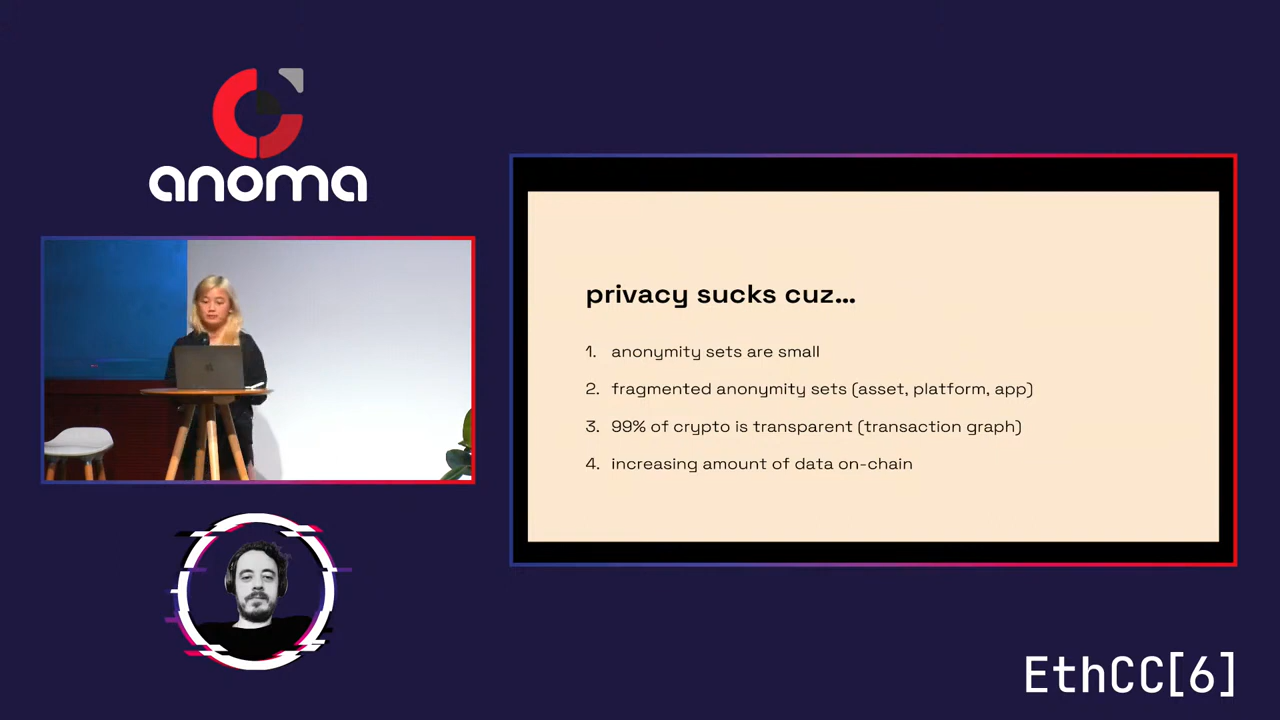 anoma
privacy sucks cuz...
1. anonymity sets are small
2. fragmented anonymity sets (asset, platform, app)
3. 99% of crypto is transparent (transaction graph)
4. increasing amount of data on-chain
EthCC[6]